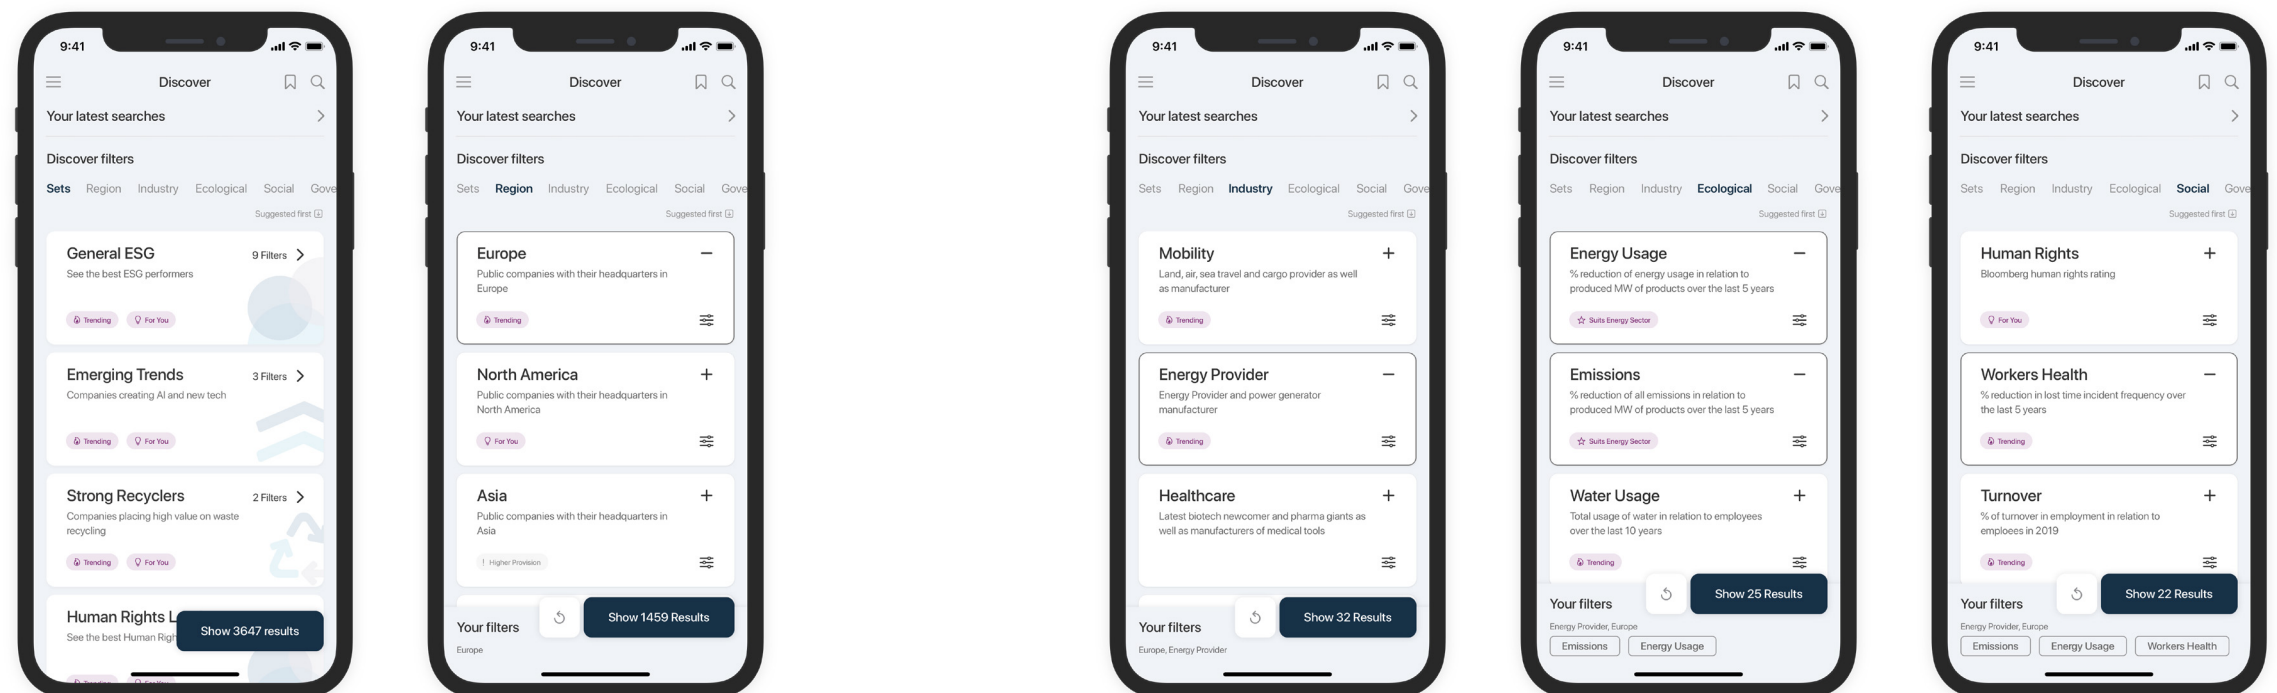 9:41
Discover
Your latest searches
Discover filters
Sets Region Industry Ecological Social Gove
Suggested first
General ESG
9 Filters
See the best ESG performers
Trending For You
Emerging Trends
3 Filters
Companies creating AI and new tech
Trending For You
Strong Recyclers
2 Filters
Companies placing high value on waste
recycling
Trending For You
Human Rights L
See the best Human Righ
Show 3647 results
9:41
Discover
Your latest searches
Discover filters
Sets Region Industry Ecological Social Gove
Suggested first
Europe
Public companies with their headquarters in
Europe
Trending
North America
Public companies with their headquarters in
North America
For You
Asia
Public companies with their headquarters in
Asia
! Higher Provision
Your filters
Show 1459 Results
Europe
9:41
Discover
Your latest searches
Discover filters
Sets Region Industry Ecological Social Gove
Suggested first
Mobility
Land, air, sea travel and cargo provider as well
as manufacturer
Trending
Energy Provider
Energy Provider and power generator
manufacturer
Trending
Healthcare
Latest biotech newcomer and pharma giants as
well as manufacturers of medical tools
Your filters
Show 32 Results
Europe, Energy Provider
9:41
Discover
Your latest searches
Discover filters
Sets Region Industry Ecological Social Gove
Suggested first
Energy Usage
% reduction of energy usage in relation to
produced MW of products over the last 5 years
Suits Energy Sector
Emissions
% reduction of all emissions in relation to
produced MW of products over the last 5 years
Suits Energy Sector
Water Usage
Total usage of water in relation to employees
over the last 10 years
Trending
Show 25 Results
Your filters
Energy Provider, Europe
Emissions Energy Usage
9:41
Discover
Your latest searches
Discover filters
Sets Region Industry Ecological Social Gove
Suggested first
Human Rights
Bloomberg human rights rating
For You
Workers Health
% reduction in lost time incident frequency over
the last 5 years
Trending
Turnover
% of turnover in employment in relation to
emploees in 2019
Trending
Show 22 Results
Your filters
Energy Provider, Europe
Emissions Energy Usage Workers Health